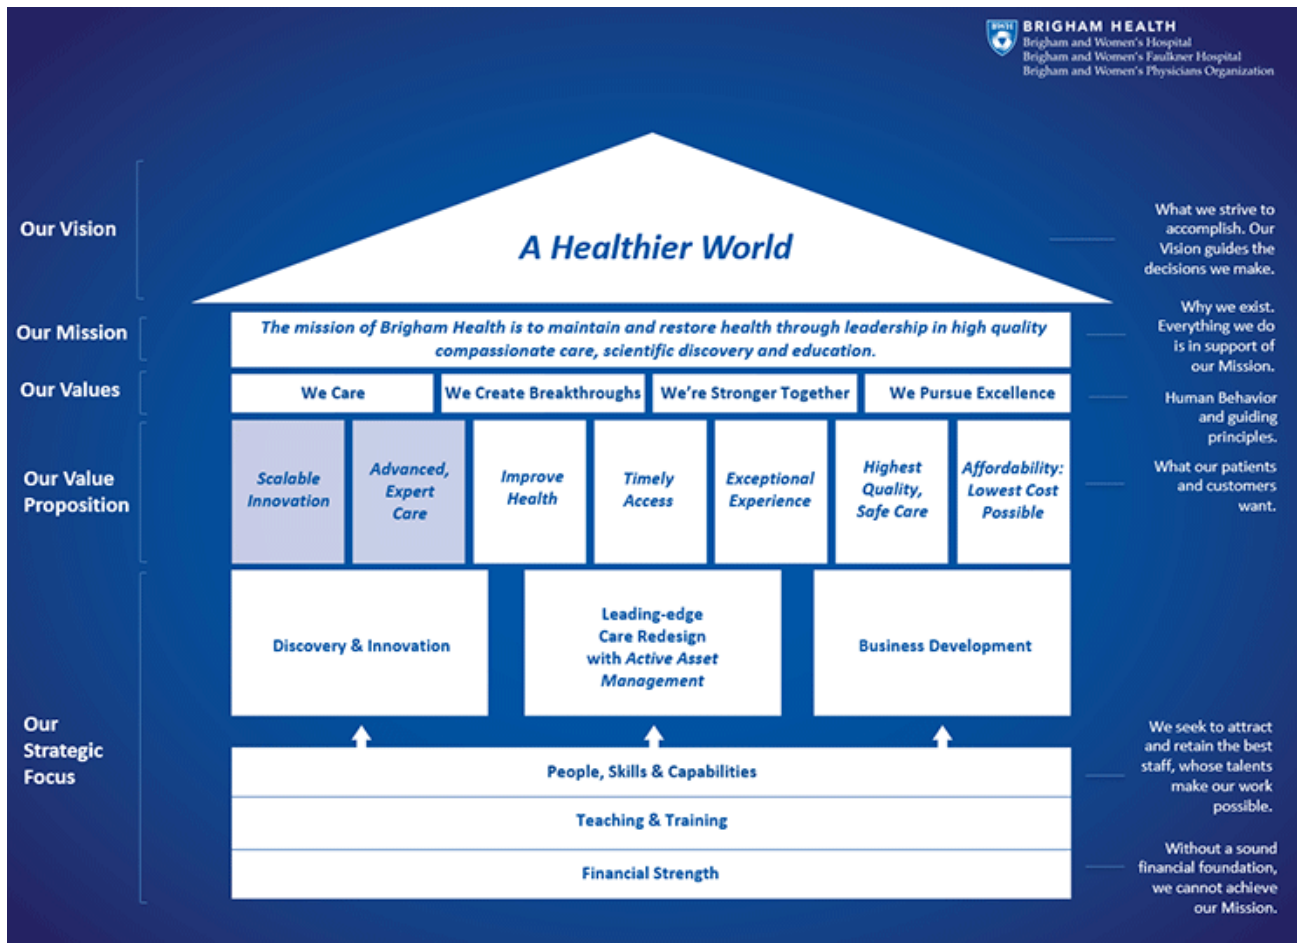 BWH
BRIGHAM HEALTH
Brigham and Women's Hospital
Brigham and Women's Faulkner Hospital
Brigham and Women's Physicians Organization
Our Vision
A Healthier World
What we strive to
accomplish. Our
Vision guides the
decisions we make.
Our Mission
The mission of Brigham Health is to maintain and restore health through leadership in high quality
compassionate care, scientific discovery and education.
Why we exist.
Everything we do
is in support of
our Mission.
Our Values
We Care
We Create Breakthroughs
We're Stronger Together
We Pursue Excellence
Human Behavior
and guiding
principles.
Our Value
Proposition
Scalable
Innovation
Advanced,
Expert
Care
Improve
Health
Timely
Access
Exceptional
Experience
Highest
Quality,
Safe Care
Affordability:
Lowest Cost
Possible
What our patients
and customers
want.
Our
Strategic
Focus
Discovery & Innovation
Leading-edge
Care Redesign
with Active Asset
Management
Business Development
People, Skills & Capabilities
We seek to attract
and retain the best
staff, whose talents
make our work
possible.
Teaching & Training
Financial Strength
Without a sound
financial foundation,
we cannot achieve
our Mission.